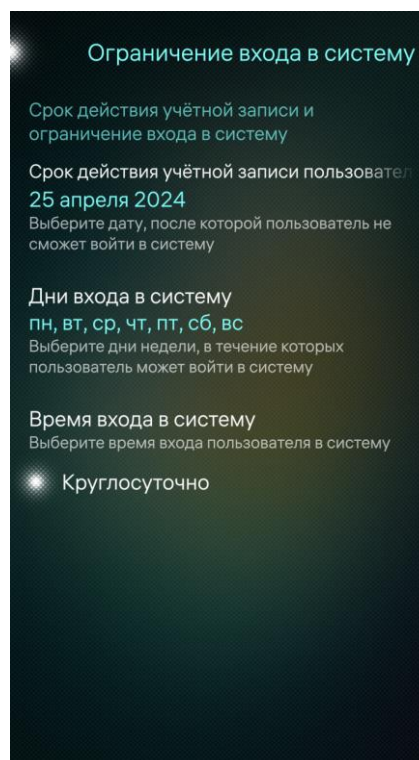 Ограничение входа в систему
Срок действия учётной записи и
ограничение входа в систему
Срок действия учётной записи пользовател
25 апреля 2024
Выберите дату, после которой пользователь не
сможет войти в систему
Дни входа в систему
пн, вт, ср, чт, пт, сб, вс
Выберите дни недели, в течение которых
пользователь может войти в систему
Время входа в систему
Выберите время входа пользователя в систему
Круглосуточно